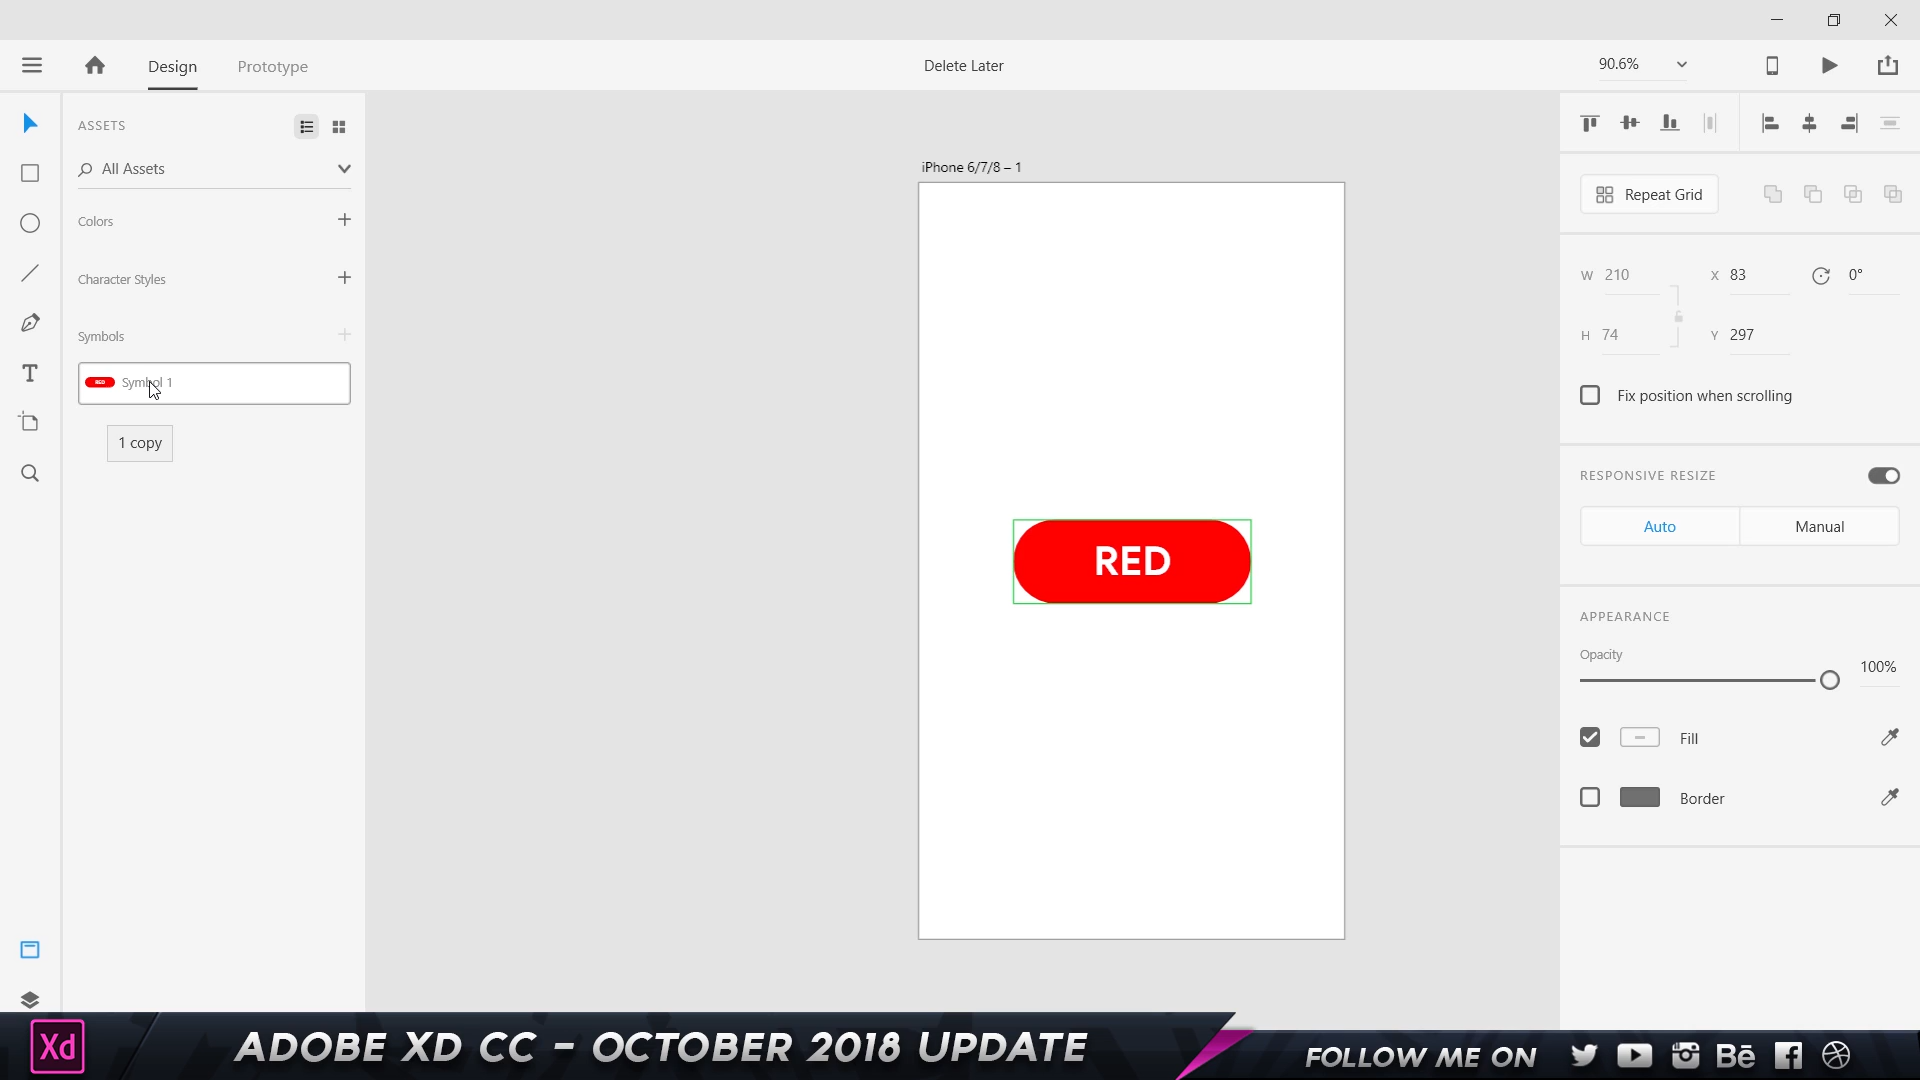 Design
Prototype
Delete Later
90.6%
ASSETS
All Assets
Colors
Character Styles
Symbols
RED
Symbol 1
1 copy
iPhone 6/7/8 – 1
RED
Repeat Grid
W 210
X 83
0°
H 74
Y 297
Fix position when scrolling
RESPONSIVE RESIZE
Auto
Manual
APPEARANCE
Opacity
100%
Fill
Border
Xd
ADOBE XD CC - OCTOBER 2018 UPDATE
FOLLOW ME ON
Bē